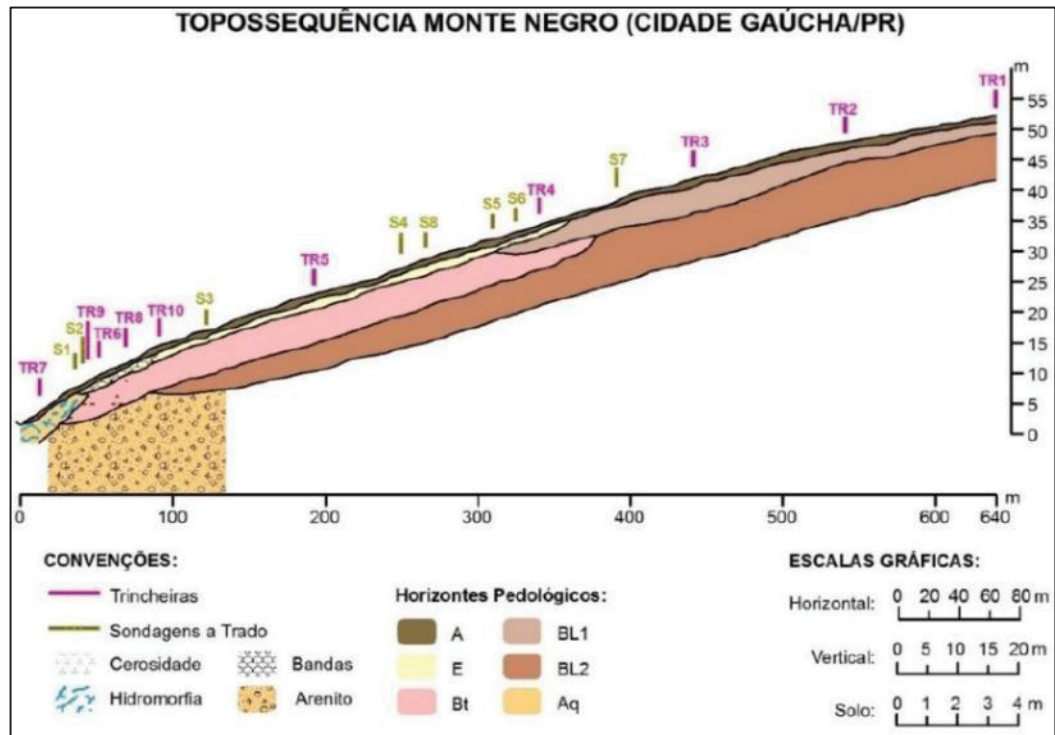 TOPOSSEQUÊNCIA MONTE NEGRO (CIDADE GAÚCHA/PR)
m
TR1
55
TR2
50
TR3
45
S7
40
TR4
S6
S5
35
S8
S4
30
TR5
25
S3
20
TR10
TR8
TR9
15
S2
TR6
S1
10
TR7
5
0
0 100 200 300 400 500 600 640 m
CONVENÇÕES:
Trincheiras
Sondagens a Trado
Cerosidade Bandas
Hidromorfia Arenito
Horizontes Pedológicos:
A BL1
E BL2
Bt Aq
ESCALAS GRÁFICAS:
Horizontal: 0 20 40 60 80 m
Vertical: 0 5 10 15 20 m
Solo: 0 1 2 3 4 m